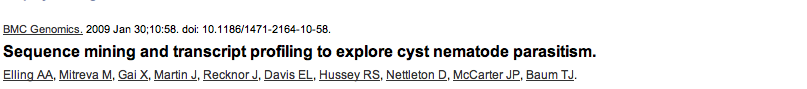 BMC Genomics. 2009 Jan 30;10:58. doi: 10.1186/1471-2164-10-58.
Sequence mining and transcript profiling to explore cyst nematode parasitism.
Elling AA, Mitreva M, Gai X, Martin J, Recknor J, Davis EL, Hussey RS, Nettleton D, McCarter JP, Baum TJ.